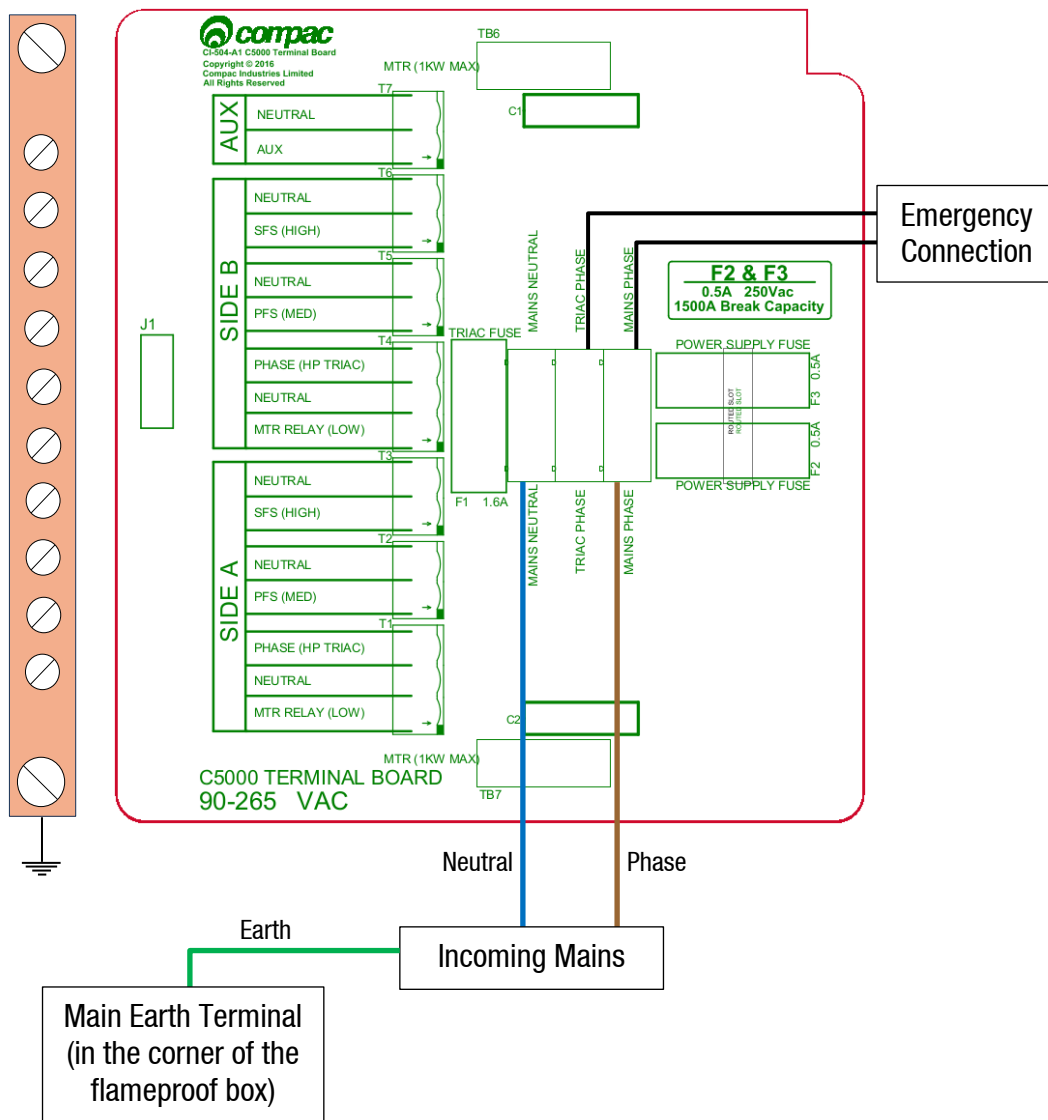 compac
CI-504-A1 C5000 Terminal Board
Copyright © 2016
Compac Industries Limited
All Rights Reserved
TB6
MTR (1KW MAX)
C1
T7
AUX
NEUTRAL
AUX
T6
SIDE B
NEUTRAL
SFS (HIGH)
T5
NEUTRAL
PFS (MED)
T4
PHASE (HP TRIAC)
NEUTRAL
MTR RELAY (LOW)
J1
T3
SIDE A
NEUTRAL
SFS (HIGH)
T2
NEUTRAL
PFS (MED)
T1
PHASE (HP TRIAC)
NEUTRAL
MTR RELAY (LOW)
MAINS NEUTRAL
TRIAC PHASE
MAINS PHASE
Emergency
Connection
F2 & F3
0.5A 250Vac
1500A Break Capacity
TRIAC FUSE
F1 1.6A
POWER SUPPLY FUSE
F3 0.5A
ROUTED SLOT
ROUTED SLOT
F2 0.5A
POWER SUPPLY FUSE
MAINS NEUTRAL
TRIAC PHASE
MAINS PHASE
C2
MTR (1KW MAX)
TB7
C5000 TERMINAL BOARD
90-265 VAC
Neutral
Phase
Earth
Incoming Mains
Main Earth Terminal
(in the corner of the
flameproof box)